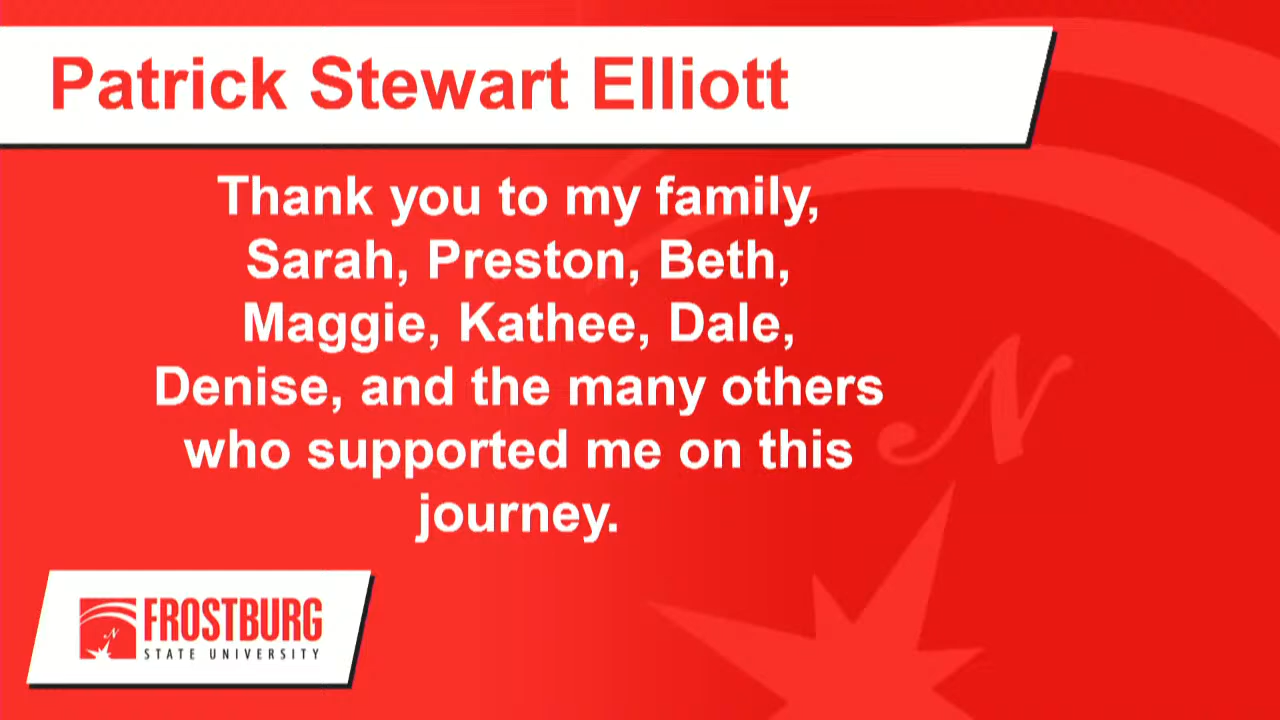 Patrick Stewart Elliott
Thank you to my family,
Sarah, Preston, Beth,
Maggie, Kathee, Dale,
Denise, and the many others
who supported me on this
journey.
N
N
FROSTBURG
STATE UNIVERSITY